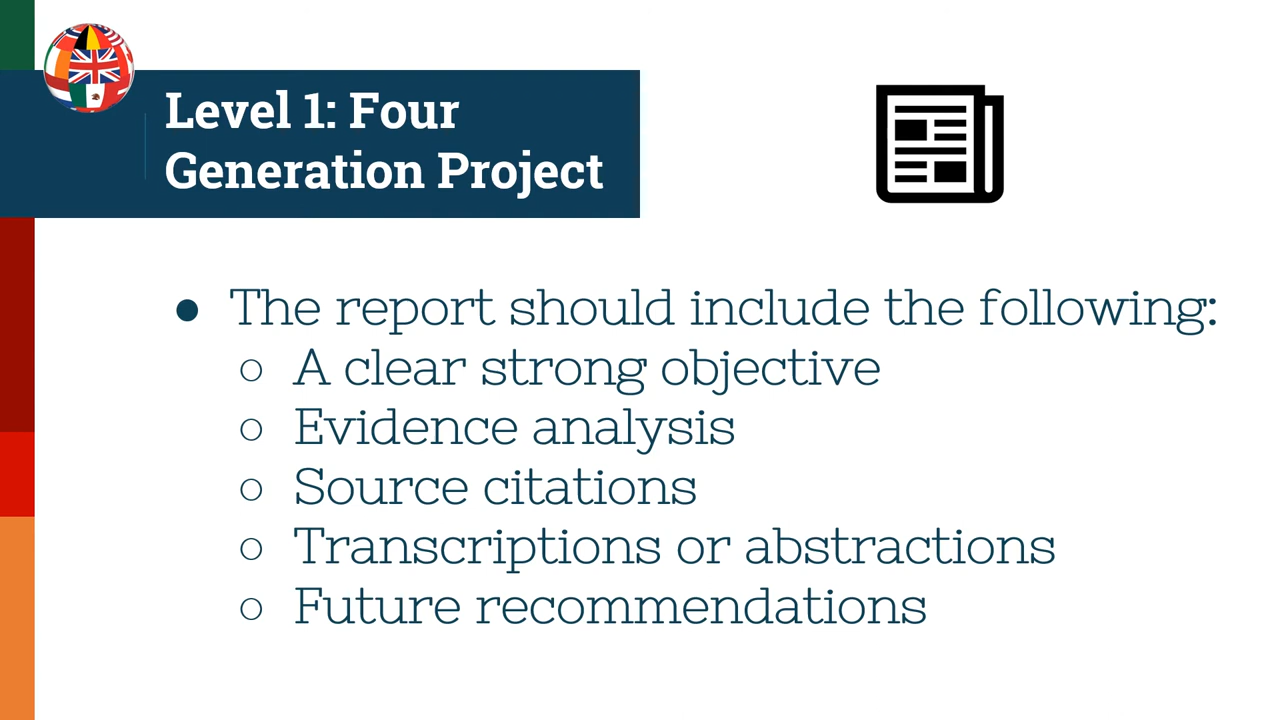 Level 1: Four
Generation Project
● The report should include the following:
○ A clear strong objective
○ Evidence analysis
○ Source citations
○ Transcriptions or abstractions
○ Future recommendations